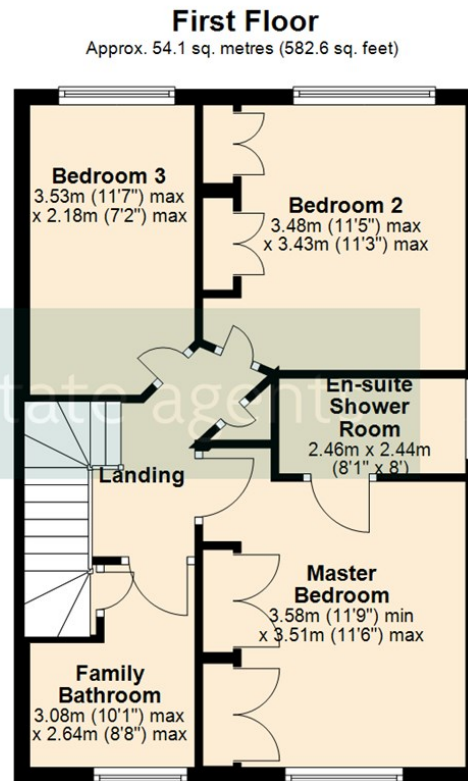 First Floor
Approx. 54.1 sq. metres (582.6 sq. feet)
Bedroom 3
3.53m (11'7") max
x 2.18m (7'2") max
Bedroom 2
3.48m (11'5") max
x 3.43m (11'3") max
tate agents
En-suite
Shower
Room
2.46m x 2.44m
(8'1" x 8')
Landing
Master
Bedroom
3.58m (11'9") min
x 3.51m (11'6") max
Family
Bathroom
3.08m (10'1") max
x 2.64m (8'8") max